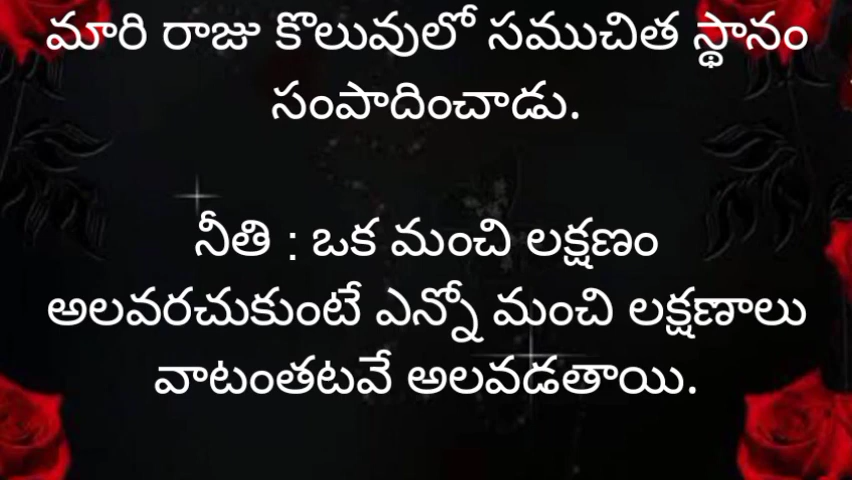 మారి రాజు కొలువులో సముచిత స్థానం
సంపాదించాడు.
నీతి : ఒక మంచి లక్షణం
అలవరచుకుంటే ఎన్నో మంచి లక్షణాలు
వాటంతటవే అలవడతాయి.